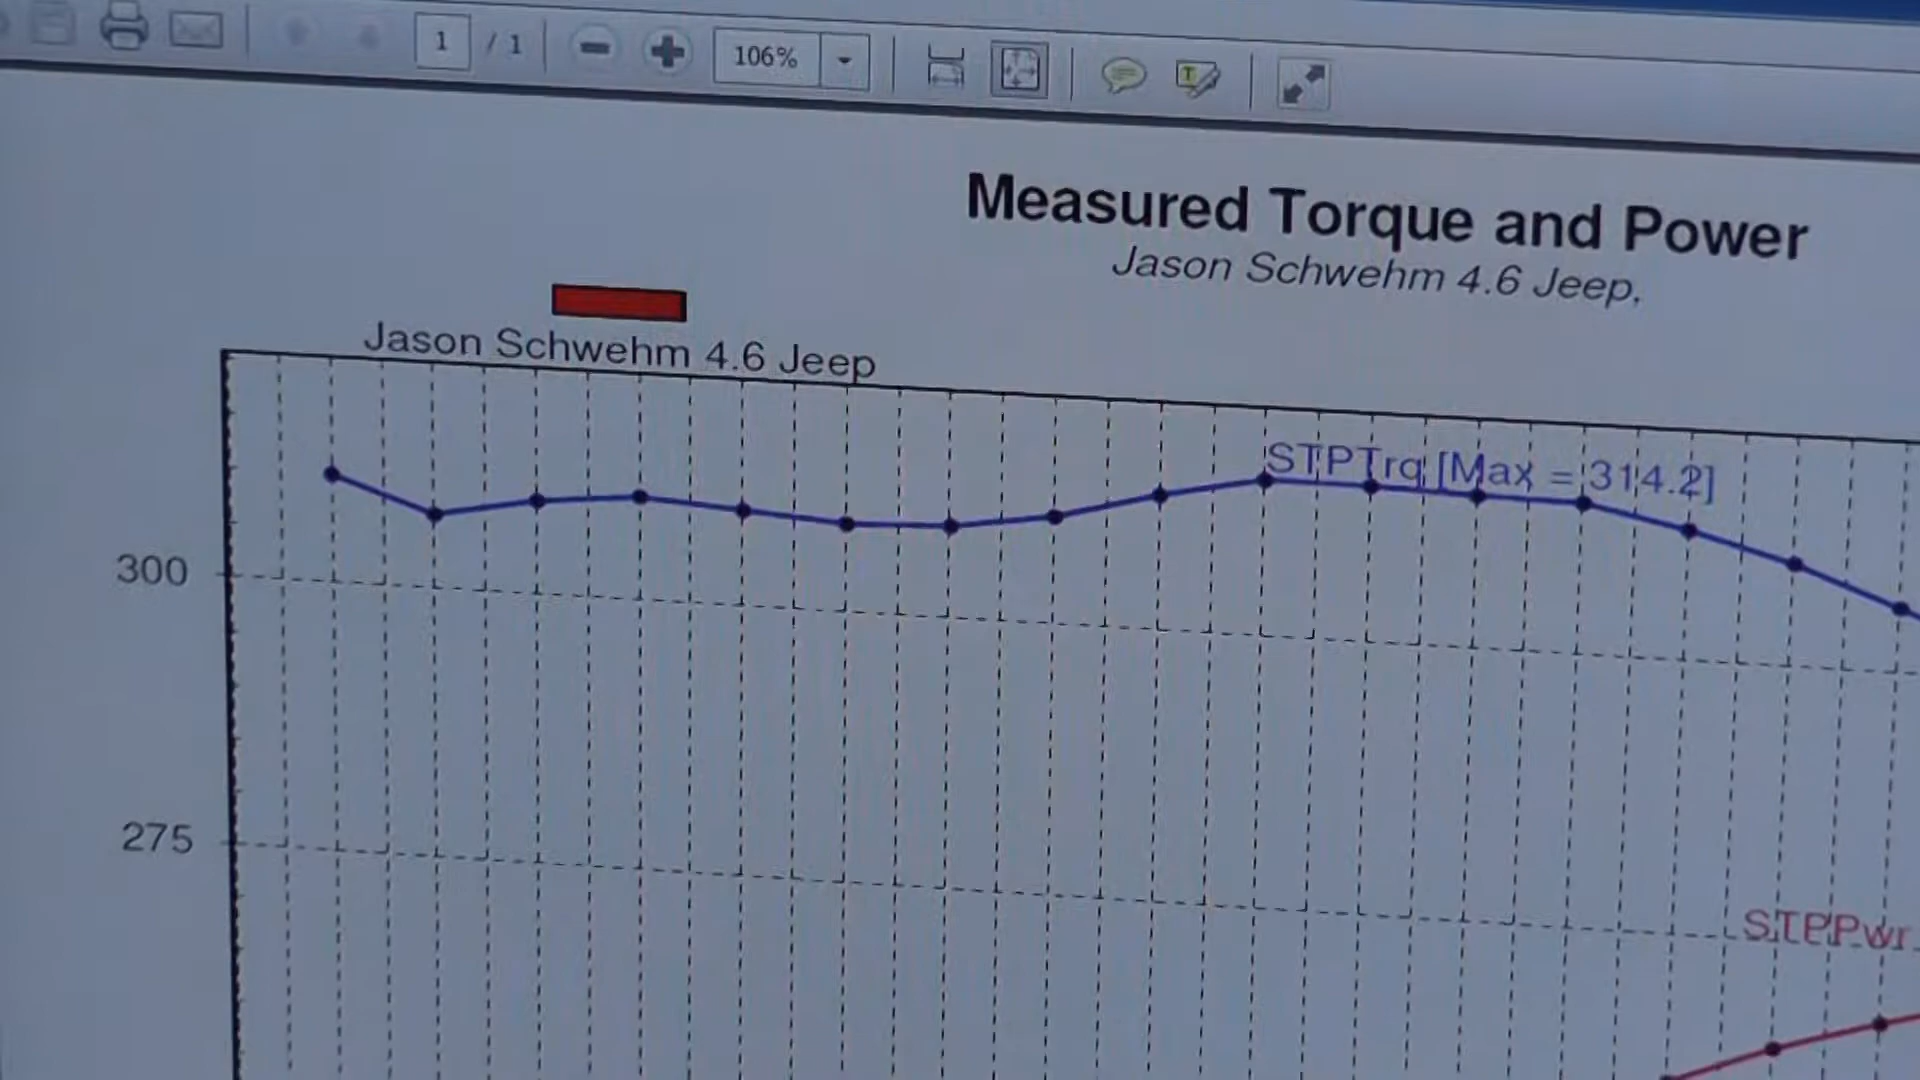 1 / 1 106%
Measured Torque and Power
Jason Schwehm 4.6 Jeep,
Jason Schwehm 4.6 Jeep
STPTrq [Max = 314.2]
300
275
STPPwr